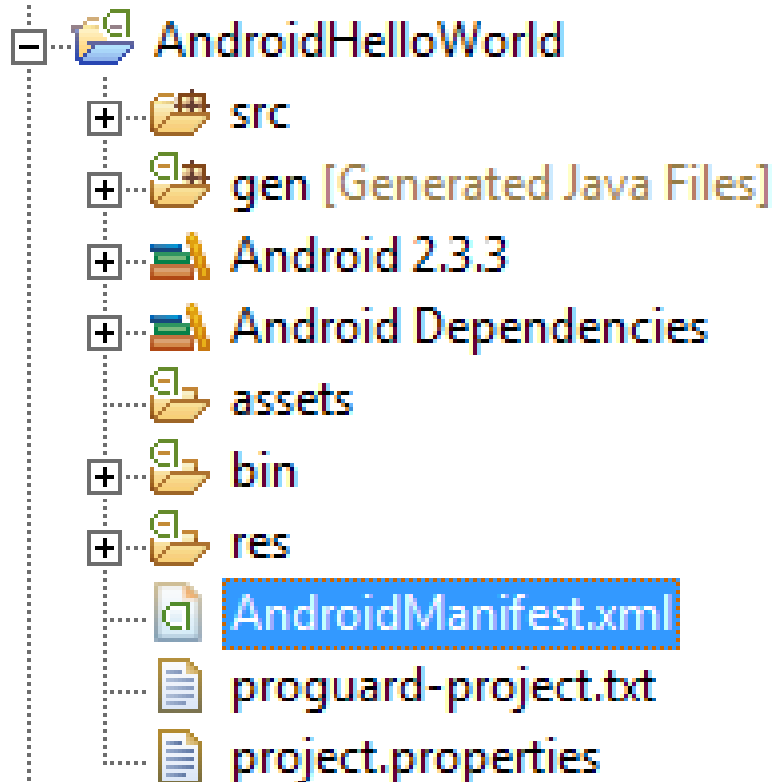 AndroidHelloWorld
src
gen [Generated Java Files]
Android 2.3.3
Android Dependencies
assets
bin
res
AndroidManifest.xml
proguard-project.txt
project.properties